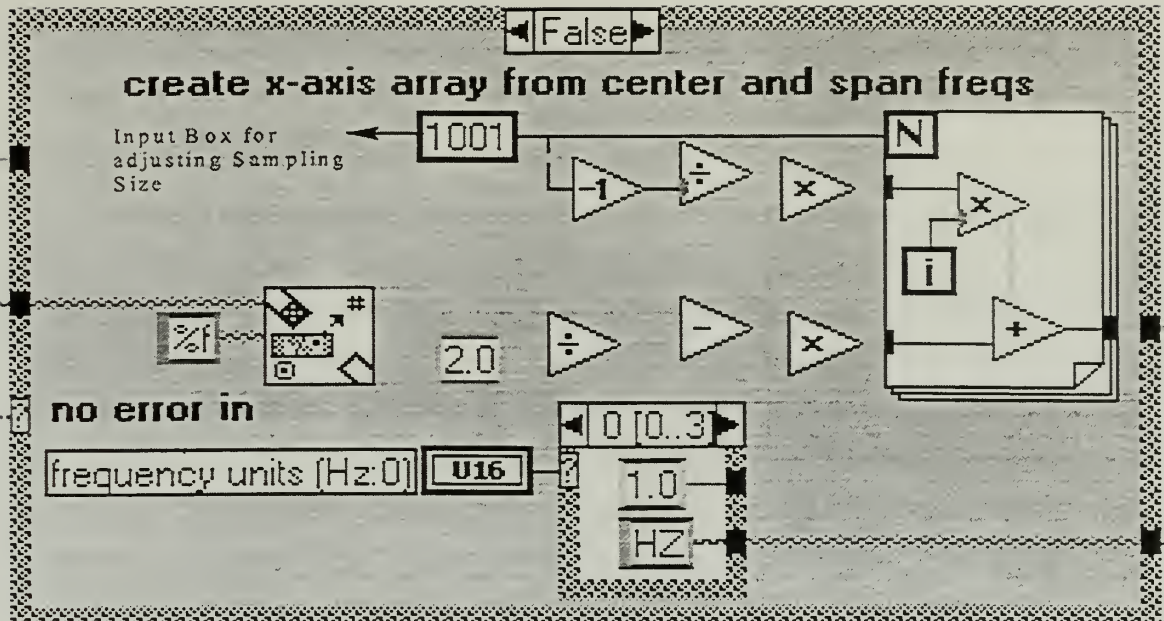 False
create x-axis array from center and span freqs
Input Box for
adjusting Sampling
Size
1001
N
-1
÷
×
×
i
#
%f
2.0
÷
-
×
+
no error in
?
0 [0..3]
frequency units (Hz:0)
U16
?
1.0
HZ